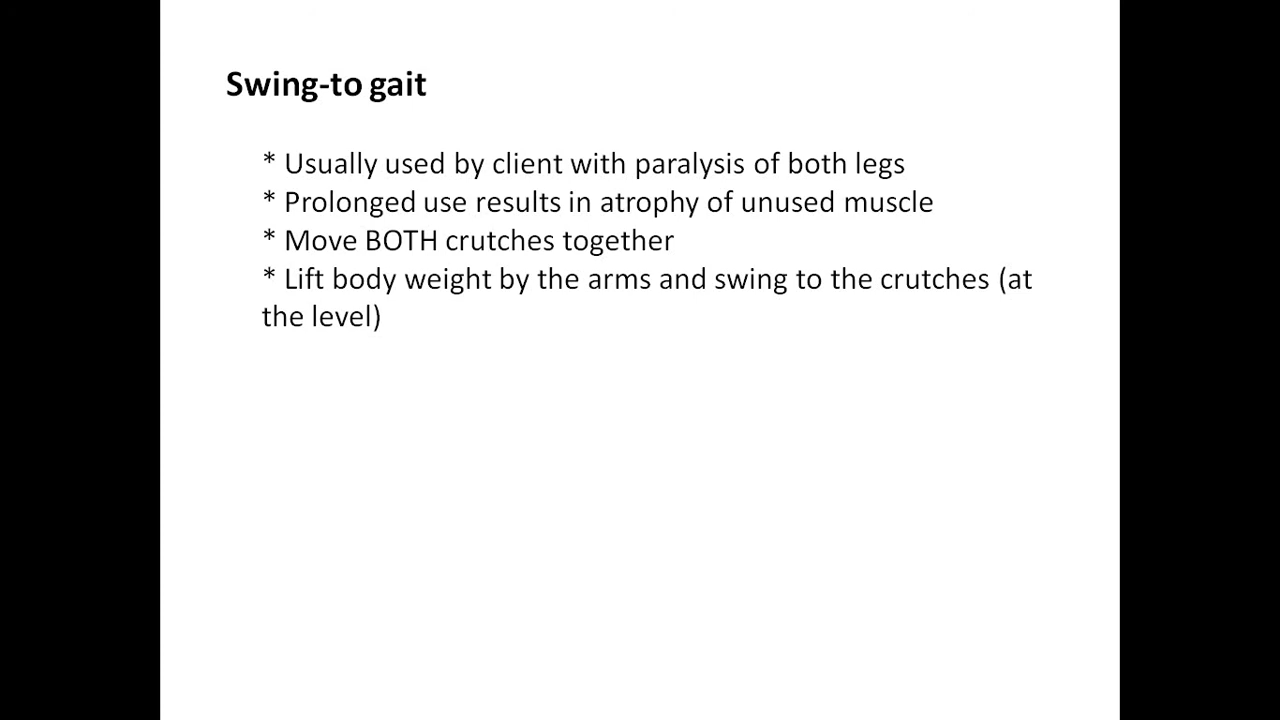 Swing-to gait
* Usually used by client with paralysis of both legs
* Prolonged use results in atrophy of unused muscle
* Move BOTH crutches together
* Lift body weight by the arms and swing to the crutches (at
the level)